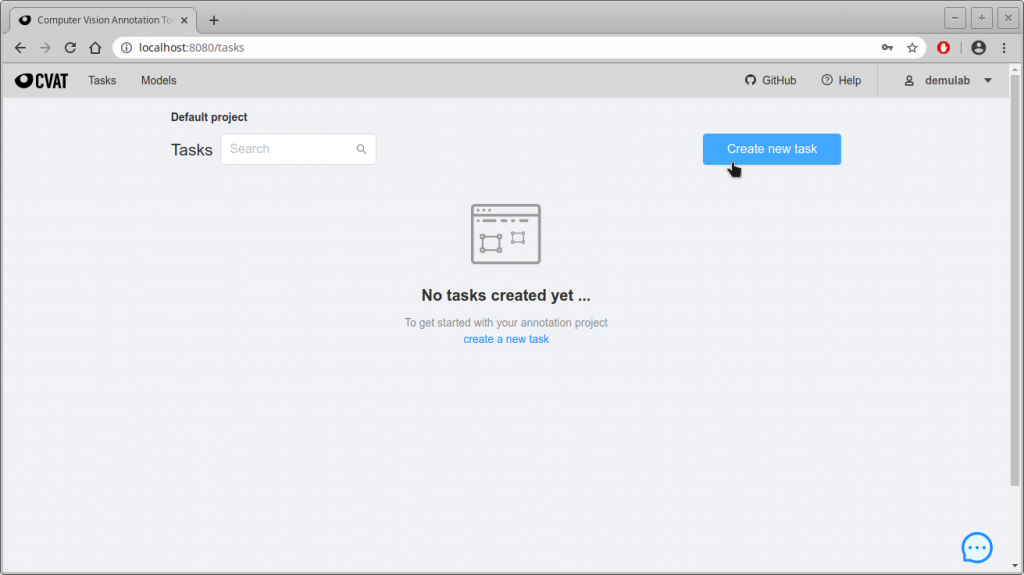 Computer Vision Annotation To
localhost:8080/tasks
CVAT Tasks Models GitHub Help demulab
Default project
Tasks Search Create new task
No tasks created yet ...
To get started with your annotation project
create a new task